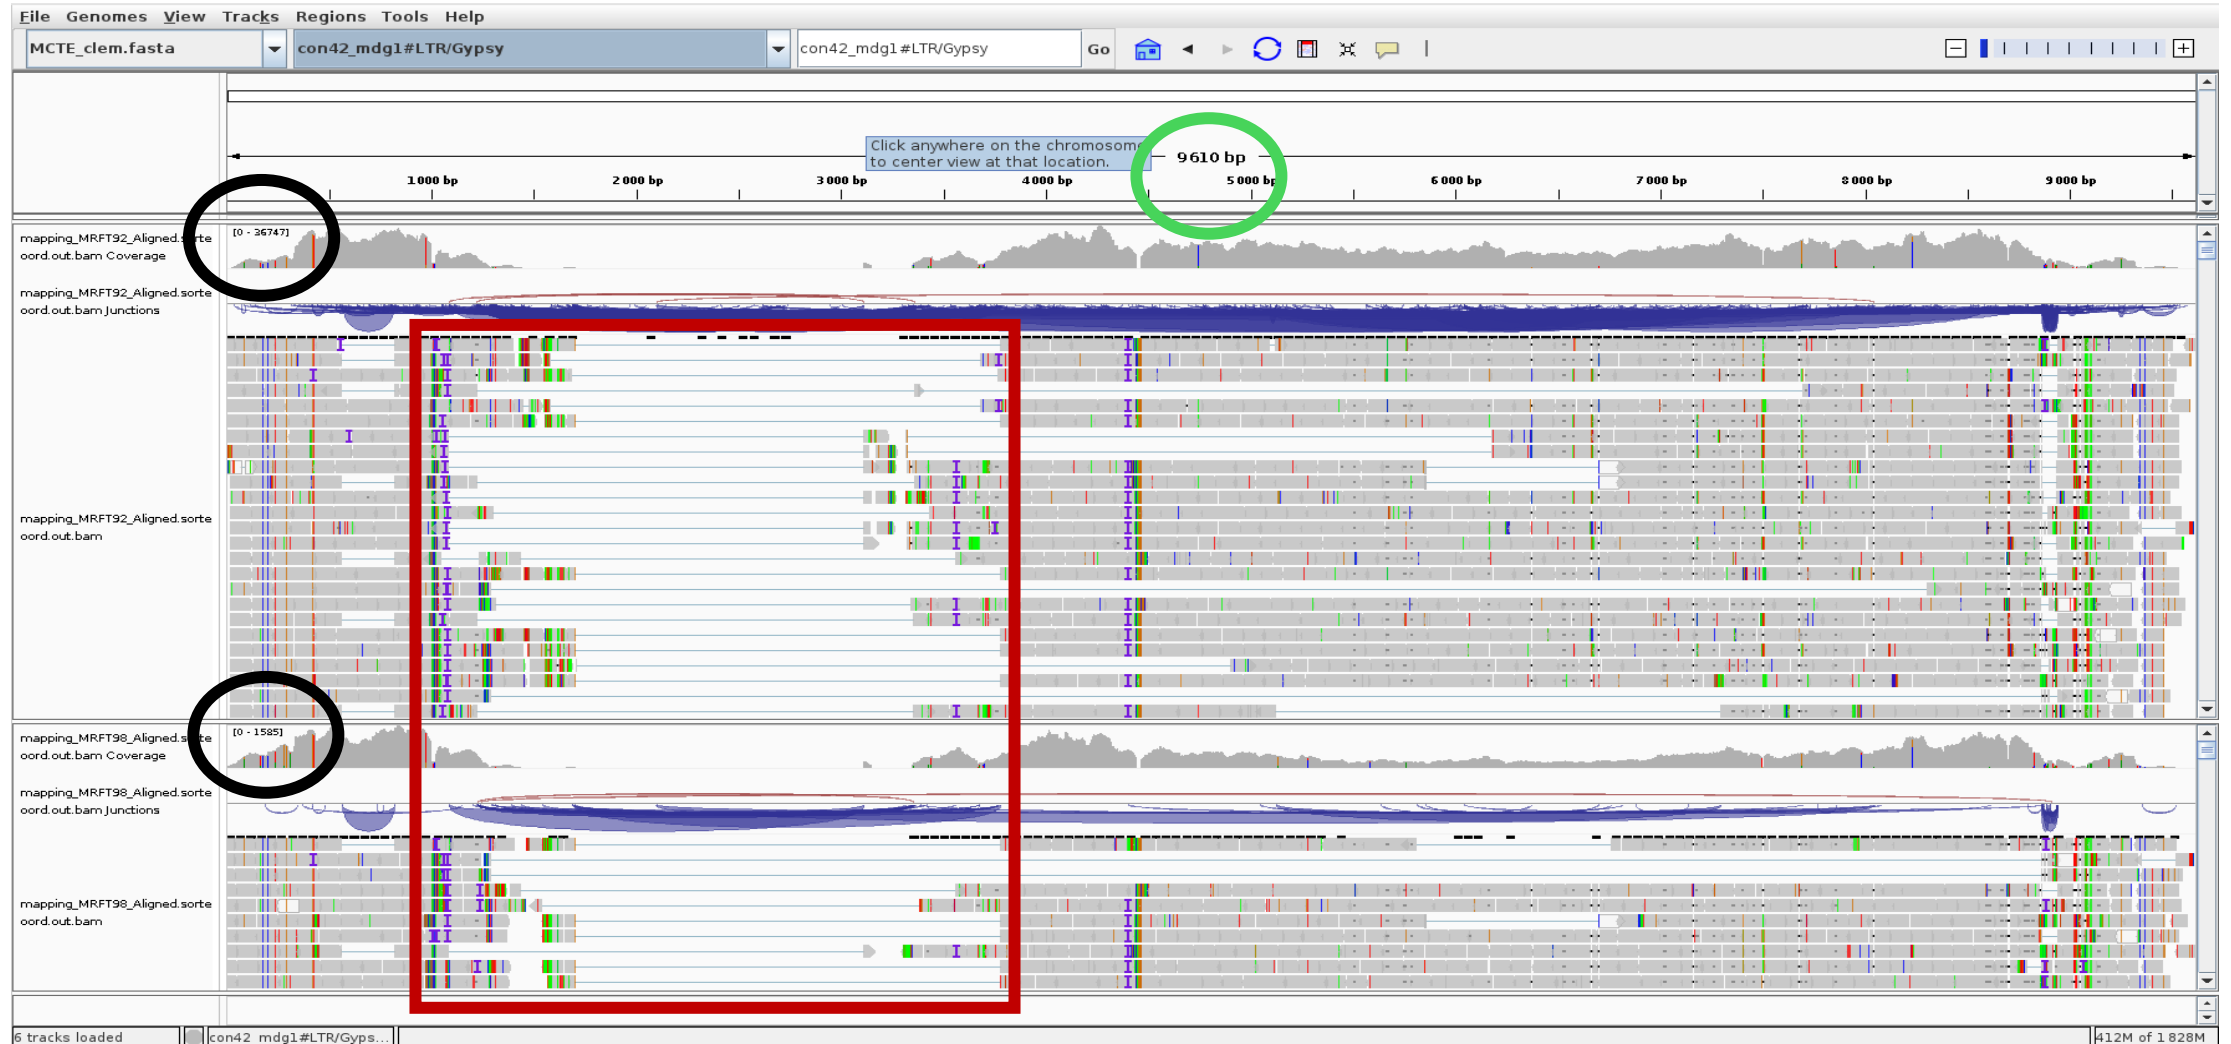 File Genomes View Tracks Regions Tools Help
MCTE_clem.fasta con42_mdg1#LTR/Gypsy con42_mdg1#LTR/Gypsy Go
Click anywhere on the chromosome
to center view at that location.
9 610 bp
1 000 bp 2 000 bp 3 000 bp 4 000 bp 5 000 bp 6 000 bp 7 000 bp 8 000 bp 9 000 bp
mapping_MRFT92_Aligned.sorte
oord.out.bam Coverage
[0 - 36747]
mapping_MRFT92_Aligned.sorte
oord.out.bam Junctions
mapping_MRFT92_Aligned.sorte
oord.out.bam
mapping_MRFT98_Aligned.sorte
oord.out.bam Coverage
[0 - 1585]
mapping_MRFT98_Aligned.sorte
oord.out.bam Junctions
mapping_MRFT98_Aligned.sorte
oord.out.bam
6 tracks loaded con42_mdg1#LTR/Gyps... 412M of 1 828M